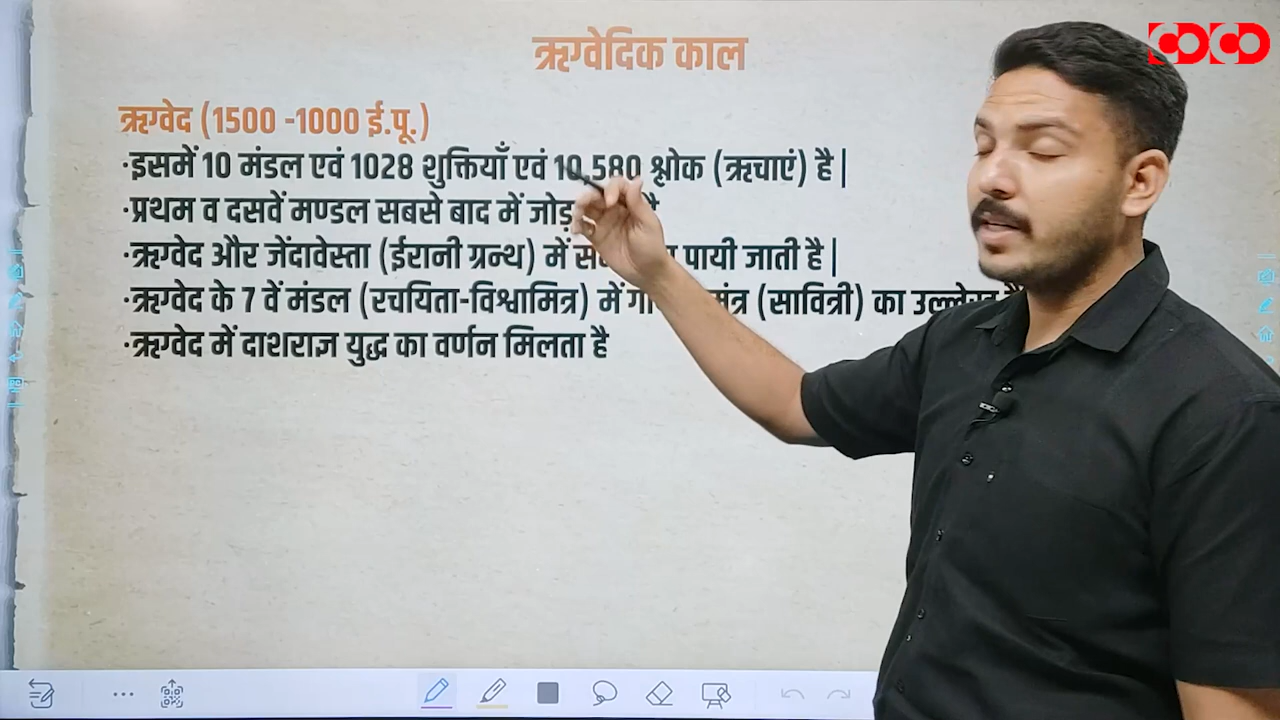 ऋग्वेदिक काल
ऋग्वेद (1500 -1000 ई.पू.)
·इसमें 10 मंडल एवं 1028 शुक्तियाँ एवं 10,580 श्लोक (ऋचाएं) है |
·प्रथम व दसवें मण्डल सबसे बाद में है
·ऋग्वेद और जेंदावेस्ता (ईरानी ग्रन्थ) में पायी जाती है |
·ऋग्वेद के 7 वें मंडल (रचयिता-विश्वामित्र) में मंत्र (सावित्री) का उल्लेख है
·ऋग्वेद में दाशराज्ञ युद्ध का वर्णन मिलता है